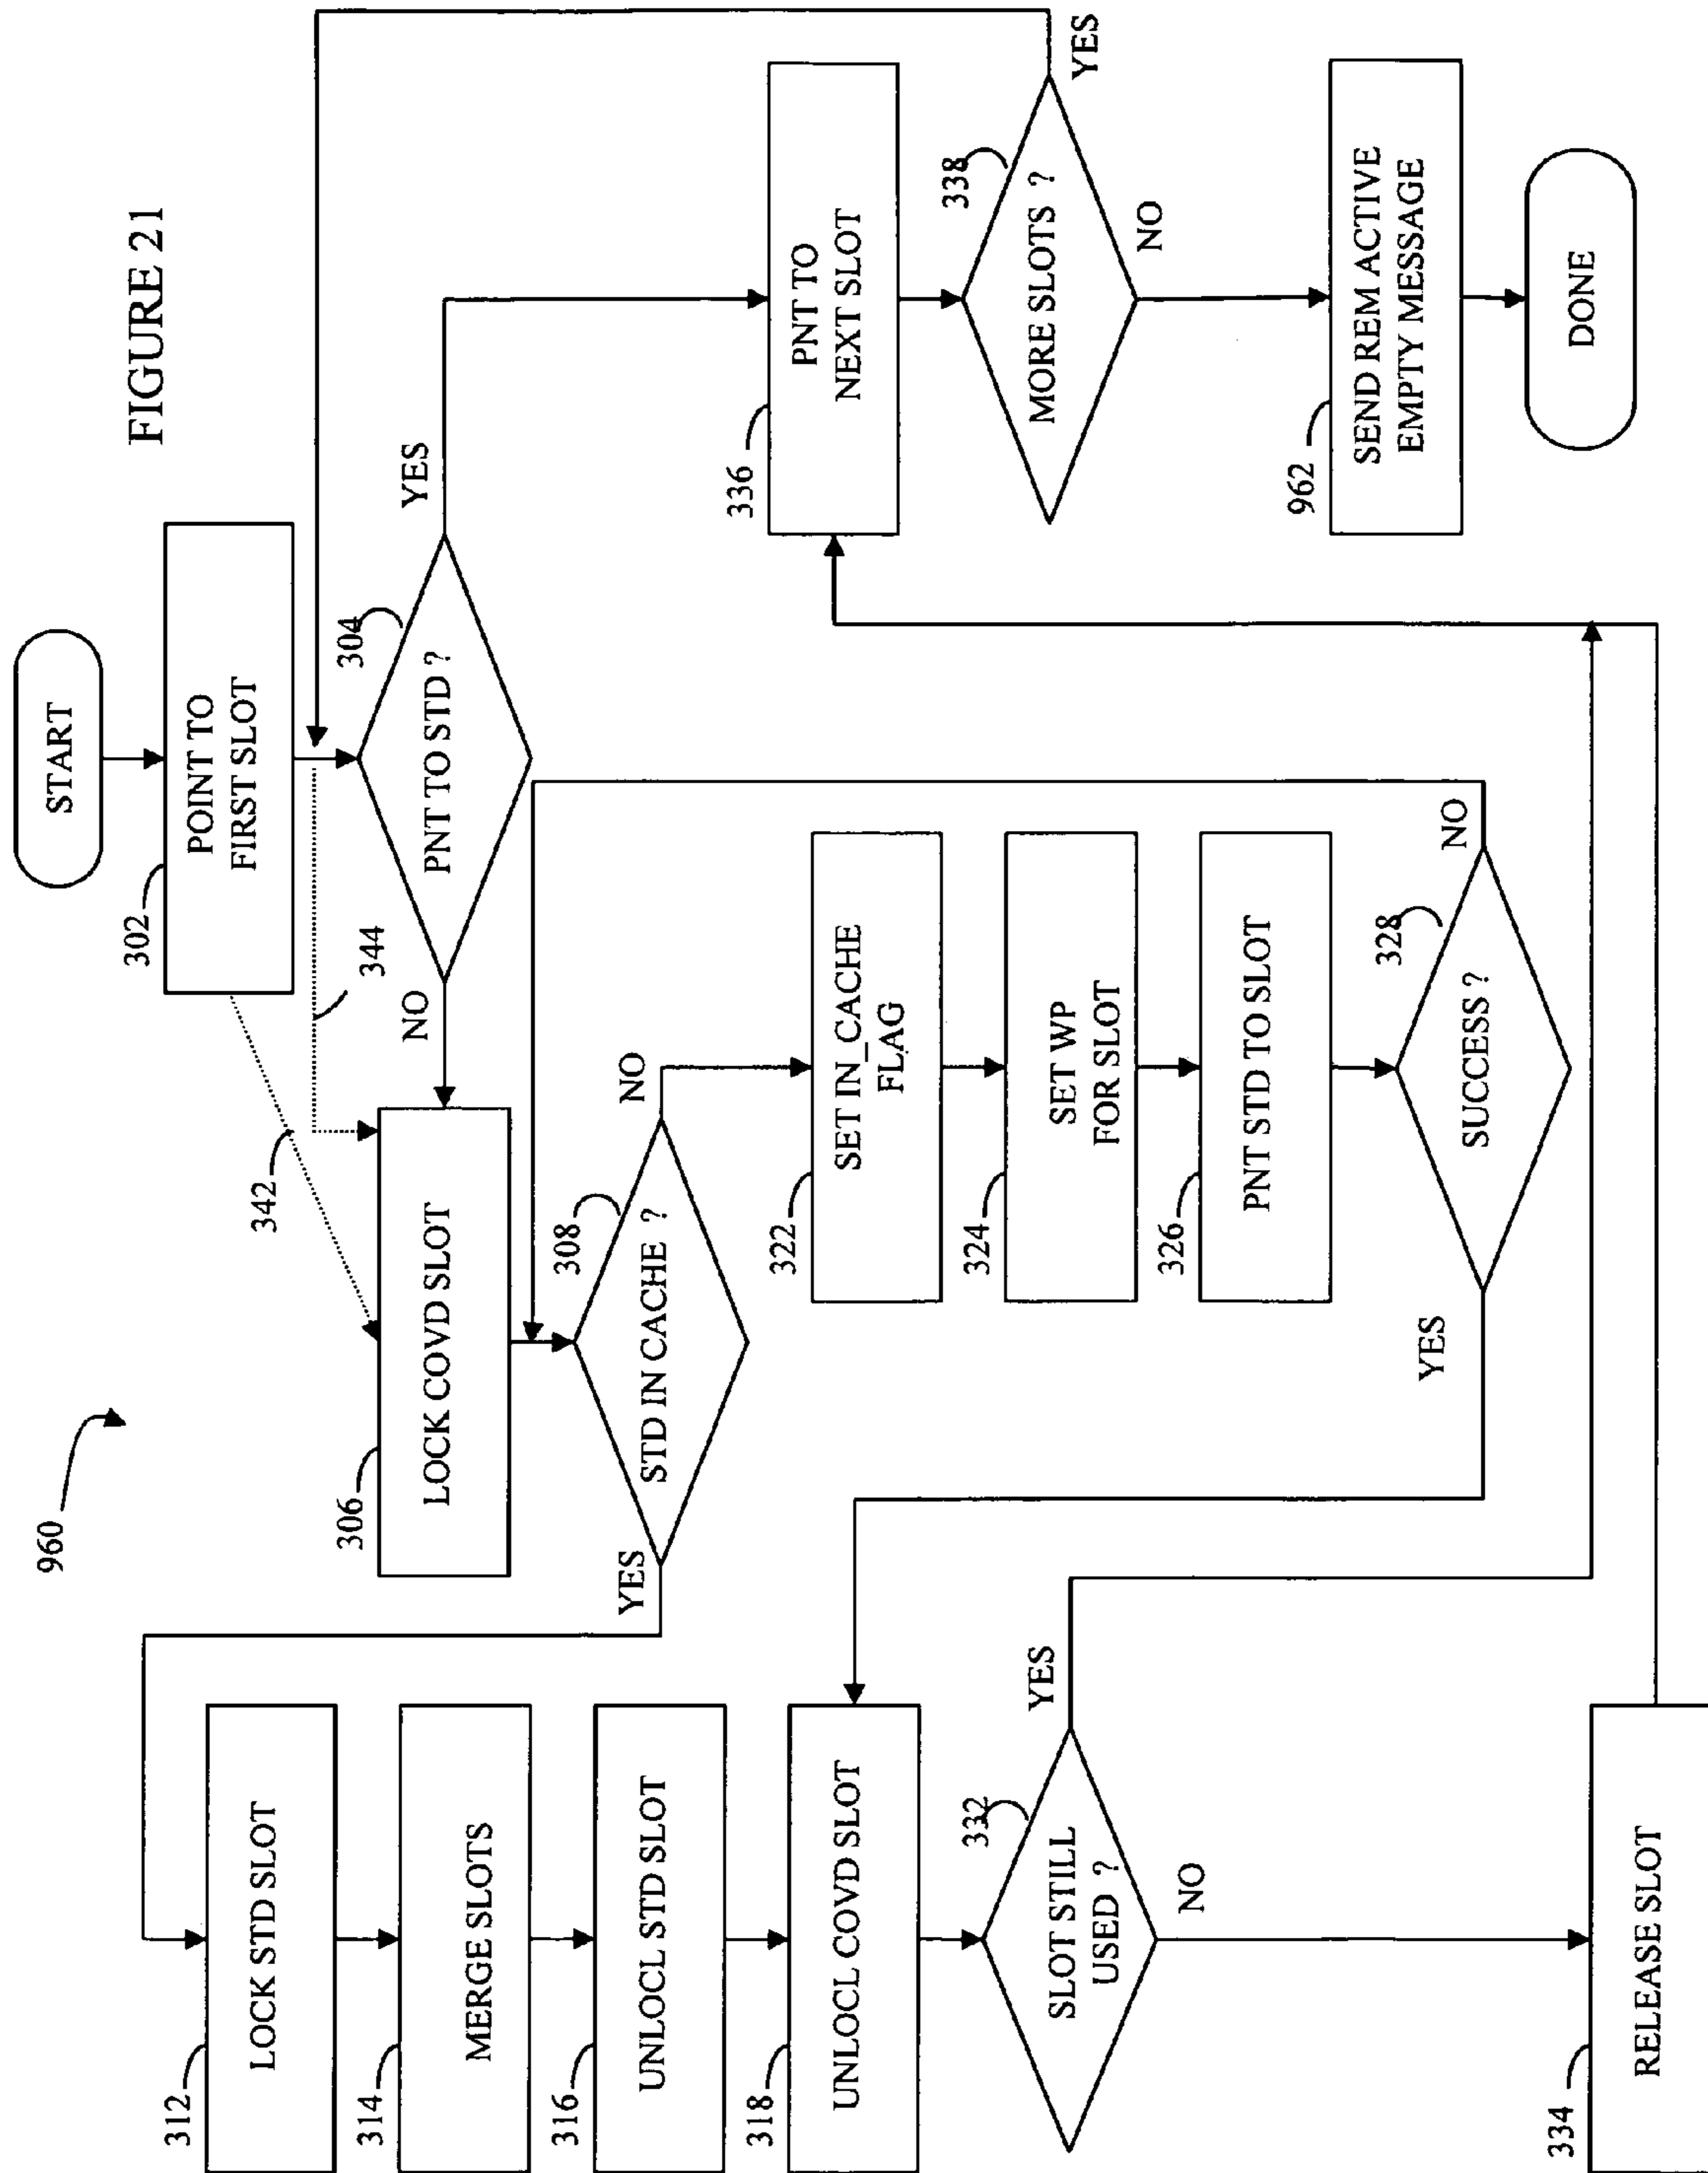 FIGURE 21
960
START
302
POINT TO
FIRST SLOT
342
344
304
PNT TO STD ?
NO
YES
306
LOCK COVD SLOT
308
STD IN CACHE ?
YES
NO
312
LOCK STD SLOT
314
MERGE SLOTS
316
UNLOCL STD SLOT
318
UNLOCL COVD SLOT
322
SET IN_CACHE
FLAG
324
SET WP
FOR SLOT
326
PNT STD TO SLOT
328
SUCCESS ?
YES
NO
332
SLOT STILL
USED ?
YES
NO
334
RELEASE SLOT
336
PNT TO
NEXT SLOT
338
MORE SLOTS ?
YES
NO
962
SEND REM ACTIVE
EMPTY MESSAGE
DONE